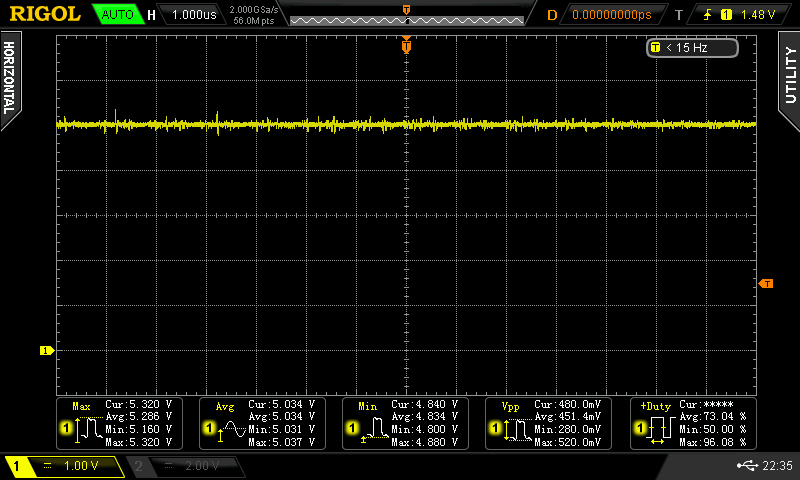 RIGOL AUTO H 1.000us 2.000GSa/s D 0.00000000ps T 1 1.48 V
56.0M pts
T
T
HORIZONTAL
UTILITY
T < 15 Hz
T
1
Max Cur:5.320 V
Avg:5.286 V
1 Min:5.160 V
Max:5.320 V
Avg Cur:5.034 V
Avg:5.034 V
1 Min:5.031 V
Max:5.037 V
Min Cur:4.840 V
Avg:4.834 V
1 Min:4.800 V
Max:4.880 V
Vpp Cur:480.0mV
Avg:451.4mV
1 Min:280.0mV
Max:520.0mV
+Duty Cur:*****
Avg:73.04 %
1 Min:50.00 %
Max:96.08 %
1 1.00 V 2 2.00 V 22:35